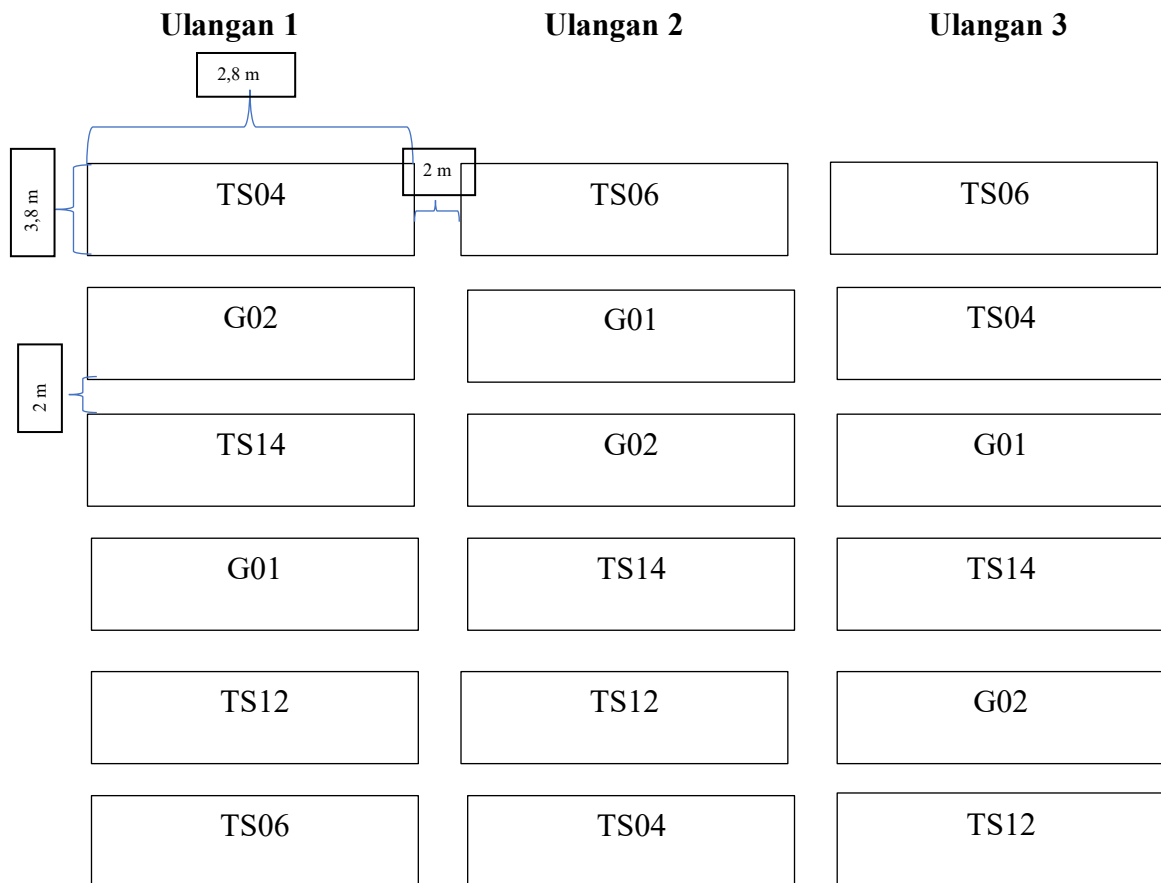 Ulangan 1 Ulangan 2 Ulangan 3
2,8 m
3,8 m
TS04 2 m TS06 TS06
G02 G01 TS04
2 m
TS14 G02 G01
G01 TS14 TS14
TS12 TS12 G02
TS06 TS04 TS12